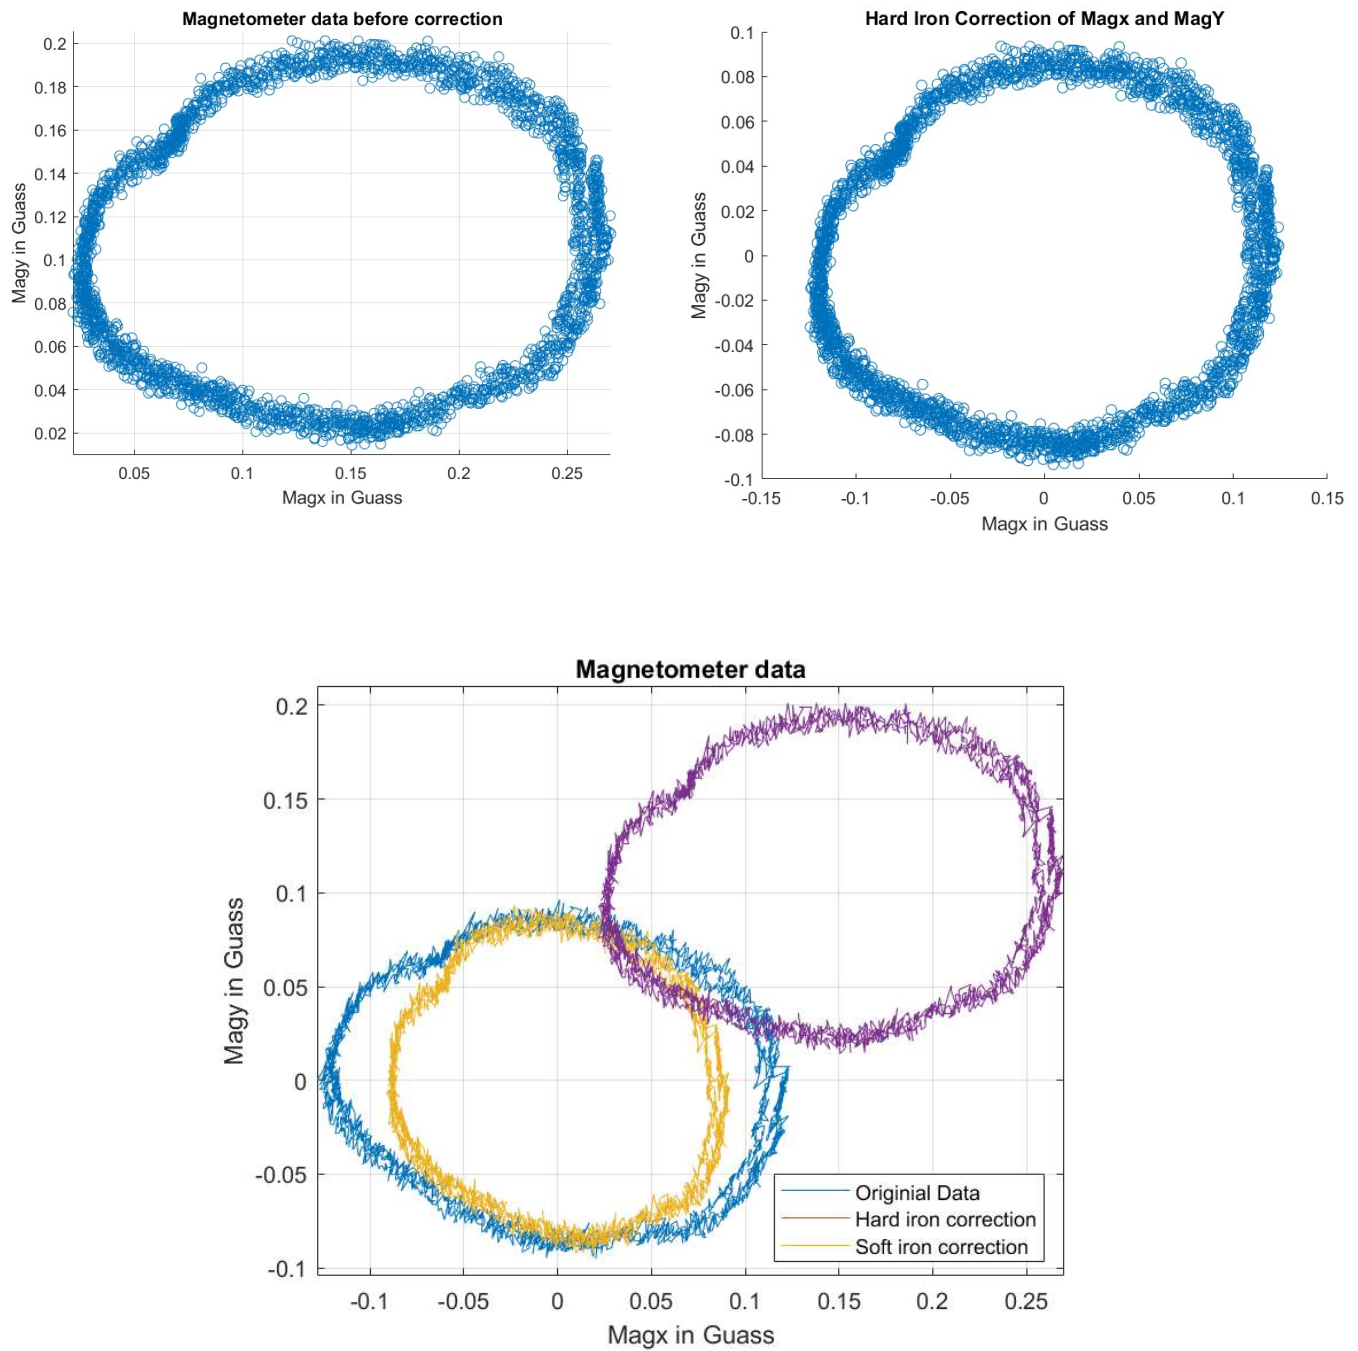 Magnetometer data before correction
0.2
0.18
0.16
0.14
0.12
0.1
0.08
0.06
0.04
0.02
Magy in Guass
0.05 0.1 0.15 0.2 0.25
Magx in Guass
Hard Iron Correction of Magx and MagY
0.1
0.08
0.06
0.04
0.02
0
-0.02
-0.04
-0.06
-0.08
-0.1
Magy in Guass
-0.15 -0.1 -0.05 0 0.05 0.1 0.15
Magx in Guass
Magnetometer data
0.2
0.15
0.1
0.05
0
-0.05
-0.1
Magy in Guass
Originial Data
Hard iron correction
Soft iron correction
-0.1 -0.05 0 0.05 0.1 0.15 0.2 0.25
Magx in Guass